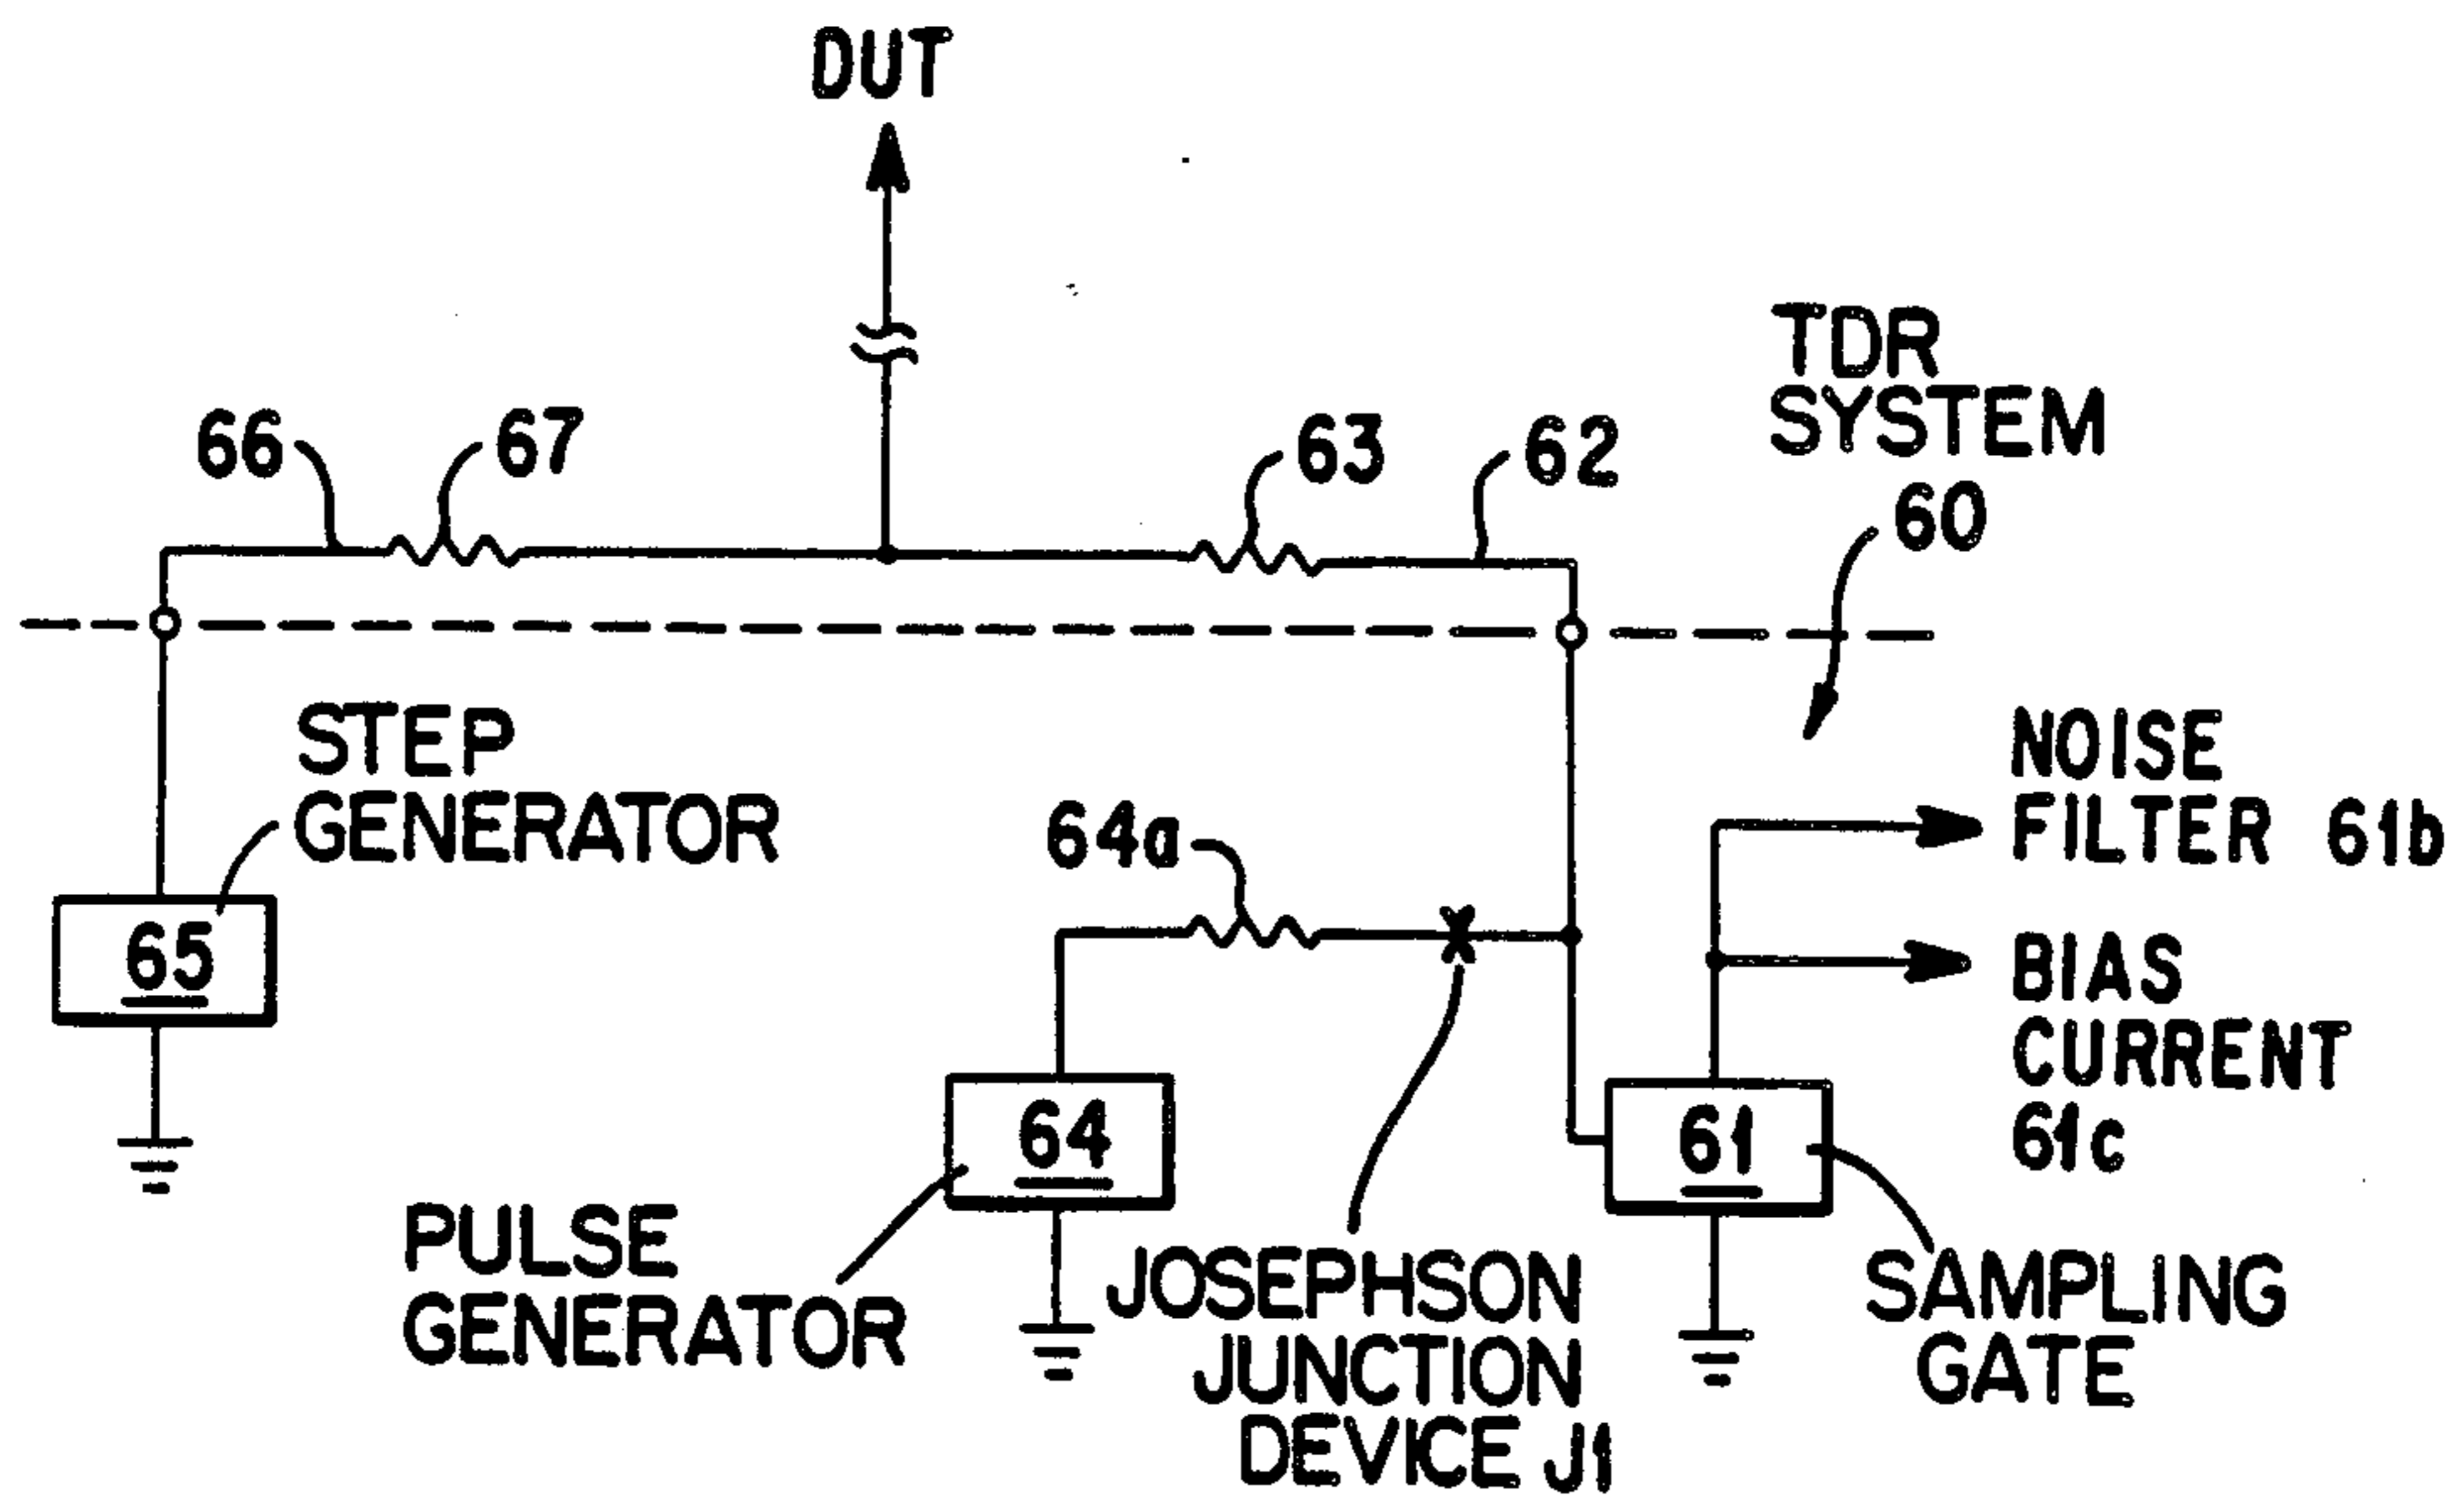 DUT
TDR
SYSTEM
60
66
67
63
62
STEP
GENERATOR
65
64a
NOISE
FILTER 61b
BIAS
CURRENT
61c
64
61
PULSE
GENERATOR
JOSEPHSON
JUNCTION
DEVICE J1
SAMPLING
GATE